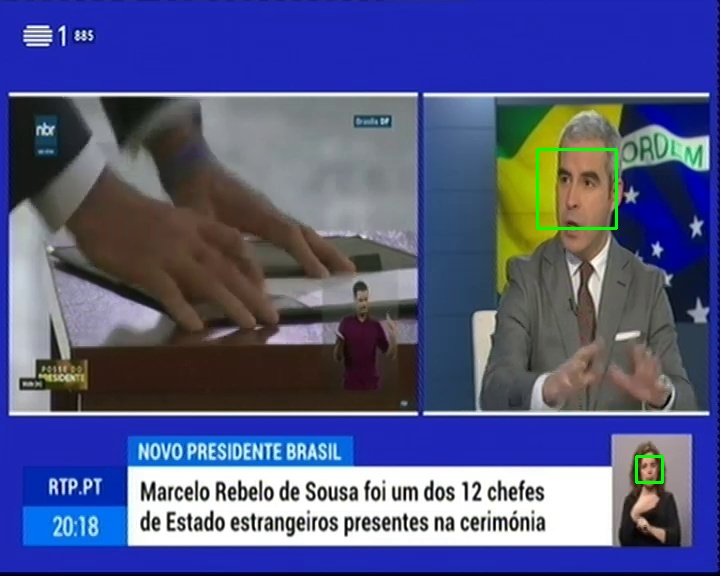 1 885
nbr
Brasília DF
ORDEM
POSSE DO
PRESIDENTE
NOVO PRESIDENTE BRASIL
RTP.PT
Marcelo Rebelo de Sousa foi um dos 12 chefes
20:18
de Estado estrangeiros presentes na cerimónia